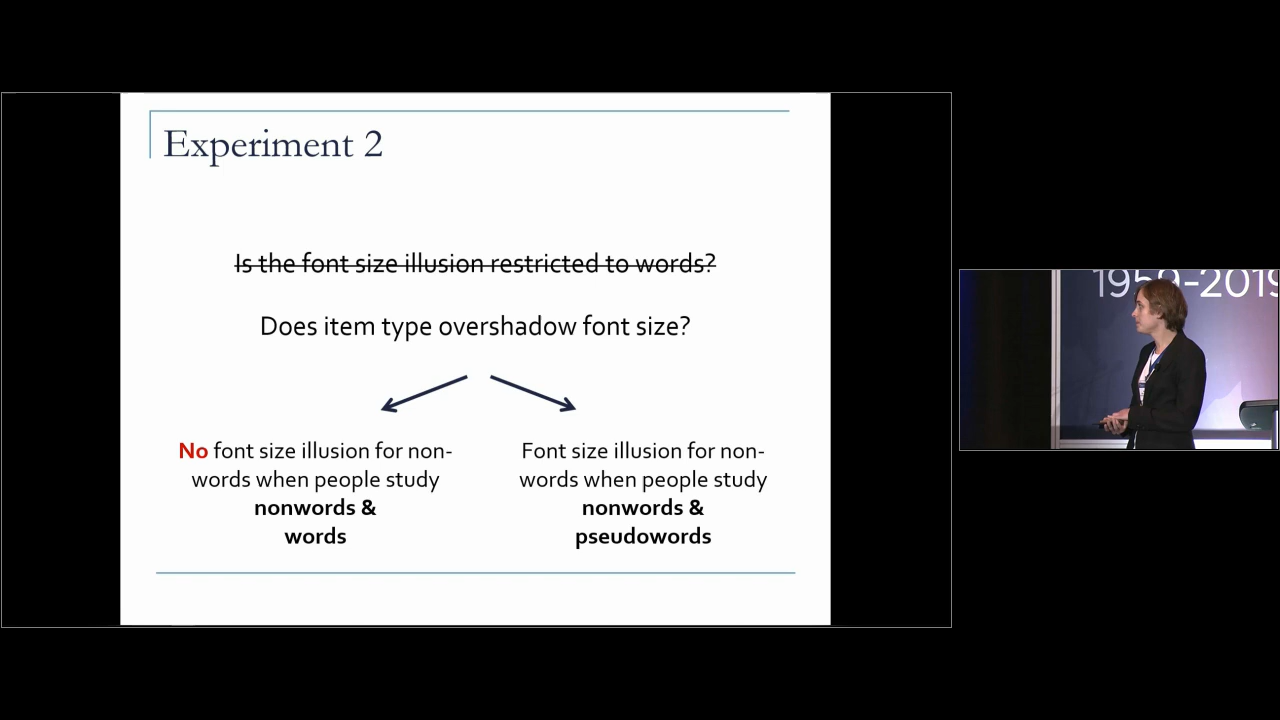 Experiment 2
Is the font size illusion restricted to words?
Does item type overshadow font size?
No font size illusion for non-
words when people study
nonwords &
words
Font size illusion for non-
words when people study
nonwords &
pseudowords
1959-2019